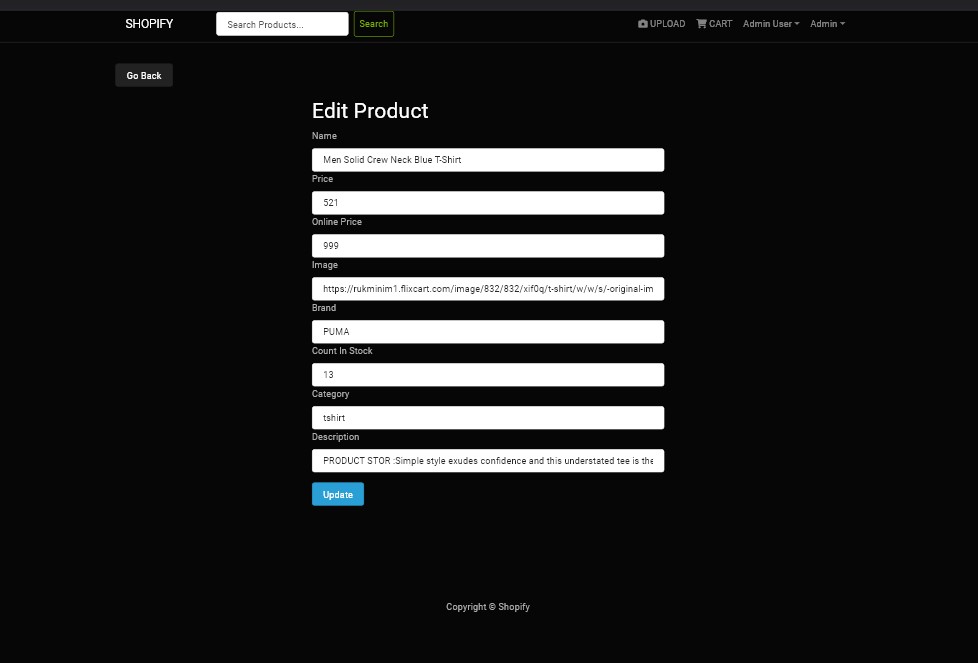 SHOPIFY
Search Products...
Search
UPLOAD
CART
Admin User
Admin
Go Back
Edit Product
Name
Men Solid Crew Neck Blue T-Shirt
Price
521
Online Price
999
Image
https://rukminim1.flixcart.com/image/832/832/xif0q/t-shirt/w/w/s/-original-im
Brand
PUMA
Count In Stock
13
Category
tshirt
Description
PRODUCT STOR :Simple style exudes confidence and this understated tee is the
Update
Copyright © Shopify